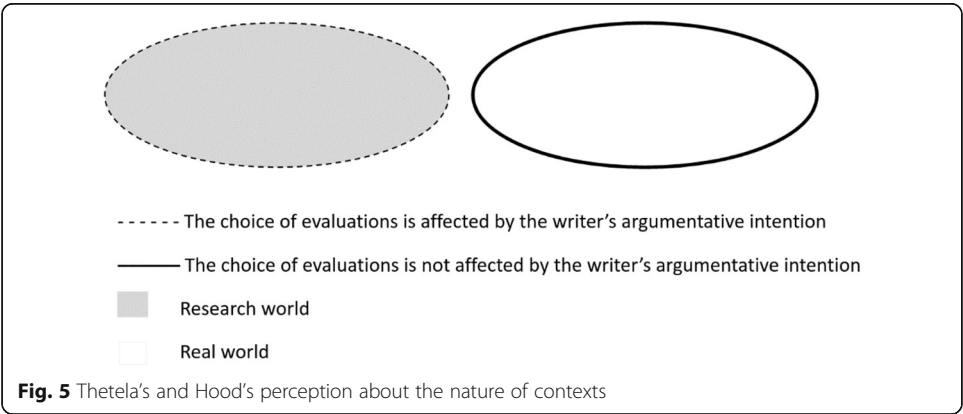 The choice of evaluations is affected by the writer’s argumentative intention
The choice of evaluations is not affected by the writer’s argumentative intention
Research world
Real world
Fig. 5 Thetela’s and Hood’s perception about the nature of contexts